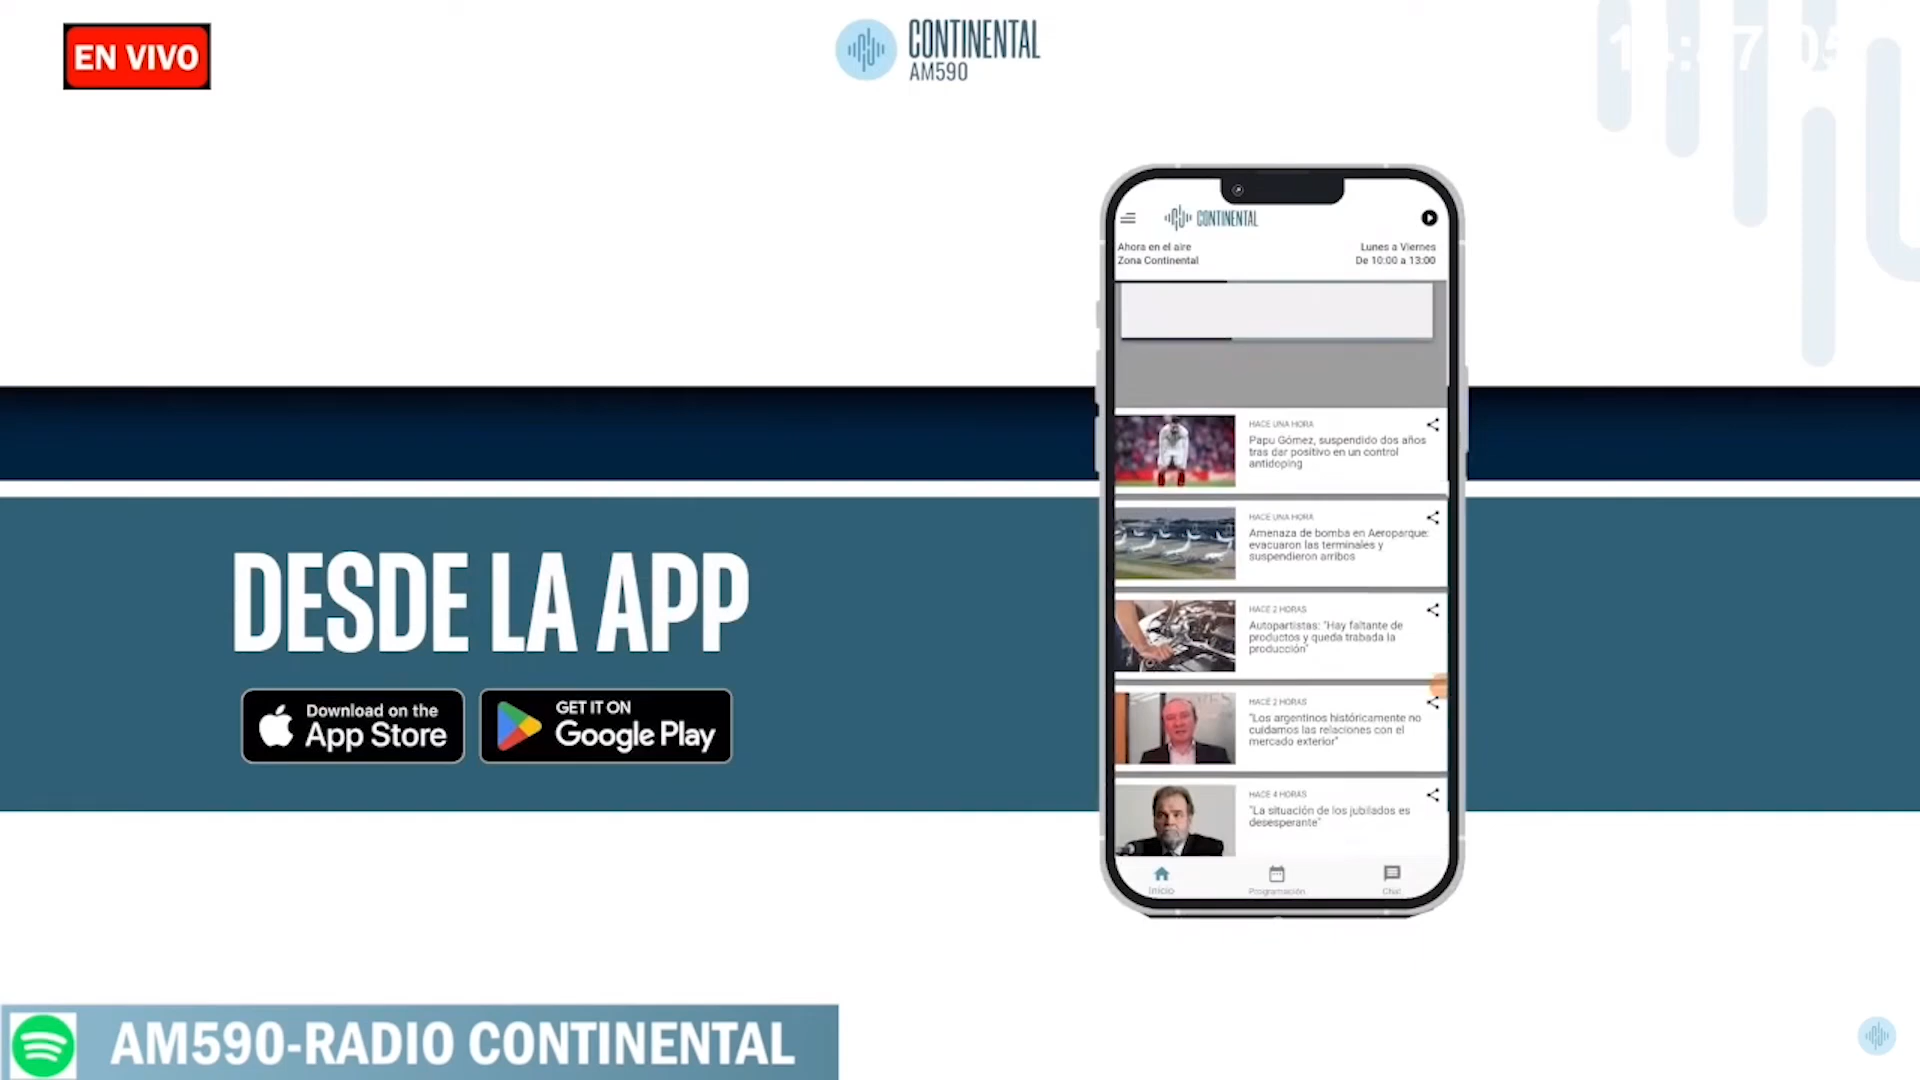 EN VIVO
CONTINENTAL
AM590
CONTINENTAL
Ahora en el aire
Zona Continental
Lunes a Viernes
De 10:00 a 13:00
HACE UNA HORA
Papu Gómez, suspendido dos años
tras dar positivo en un control
antidoping
HACE UNA HORA
Amenaza de bomba en Aeroparque:
evacuaron las terminales y
suspendieron arribos
HACE 2 HORAS
Autopartistas: "Hay faltante de
productos y queda trabada la
producción"
HACE 2 HORAS
"Los argentinos históricamente no
cuidamos las relaciones con el
mercado exterior"
HACE 4 HORAS
"La situación de los jubilados es
desesperante"
Inicio
Programación
Chat
DESDE LA APP
Download on the
App Store
GET IT ON
Google Play
AM590-RADIO CONTINENTAL